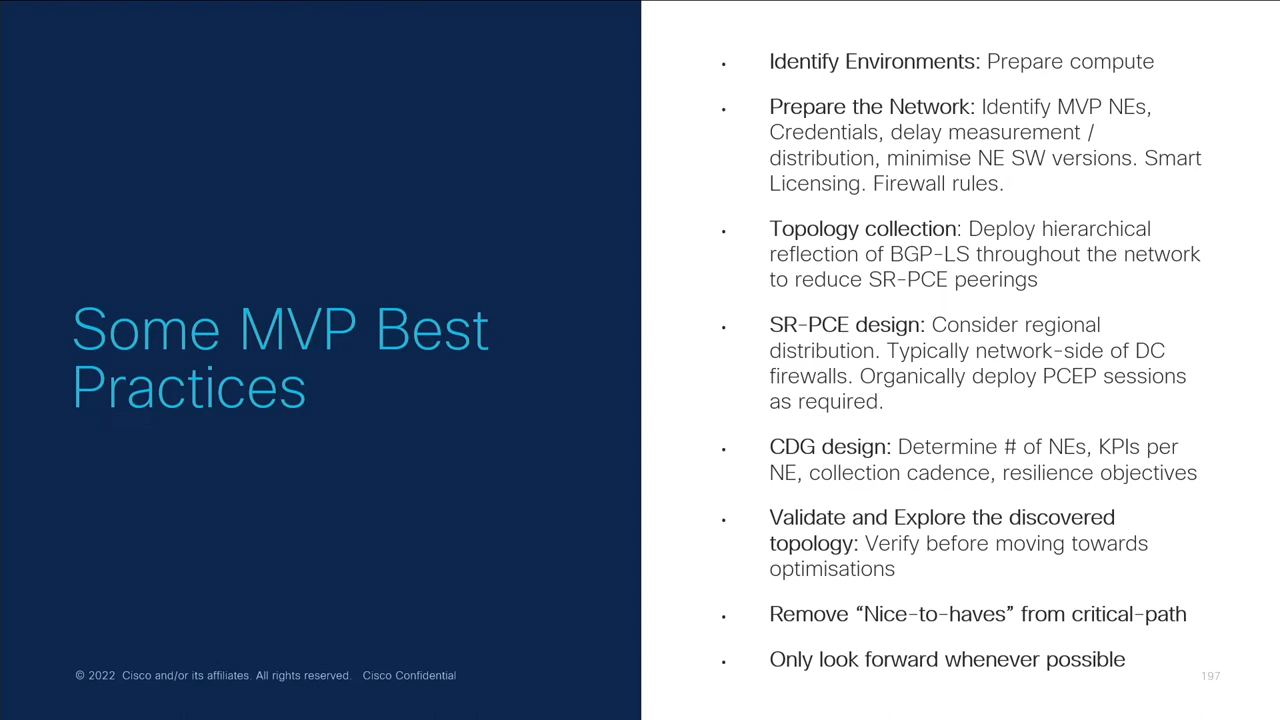 Some MVP Best
Practices
• Identify Environments: Prepare compute
• Prepare the Network: Identify MVP NEs,
Credentials, delay measurement /
distribution, minimise NE SW versions. Smart
Licensing. Firewall rules.
• Topology collection: Deploy hierarchical
reflection of BGP-LS throughout the network
to reduce SR-PCE peerings
• SR-PCE design: Consider regional
distribution. Typically network-side of DC
firewalls. Organically deploy PCEP sessions
as required.
• CDG design: Determine # of NEs, KPIs per
NE, collection cadence, resilience objectives
• Validate and Explore the discovered
topology: Verify before moving towards
optimisations
• Remove “Nice-to-haves” from critical-path
• Only look forward whenever possible
© 2022 Cisco and/or its affiliates. All rights reserved. Cisco Confidential
197